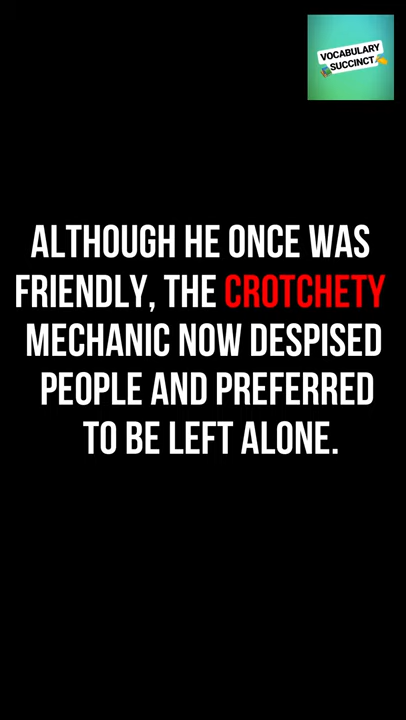 VOCABULARY
SUCCINCT
ALTHOUGH HE ONCE WAS
FRIENDLY, THE CROTCHETY
MECHANIC NOW DESPISED
PEOPLE AND PREFERRED
TO BE LEFT ALONE.